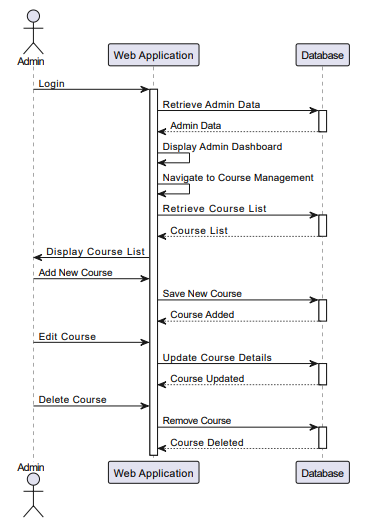 Admin
Web Application
Database
Login
Retrieve Admin Data
Admin Data
Display Admin Dashboard
Navigate to Course Management
Retrieve Course List
Course List
Display Course List
Add New Course
Save New Course
Course Added
Edit Course
Update Course Details
Course Updated
Delete Course
Remove Course
Course Deleted
Admin
Web Application
Database